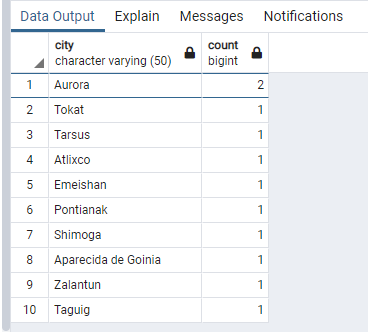 Data Output Explain Messages Notifications
city count
character varying (50) bigint
1 Aurora 2
2 Tokat 1
3 Tarsus 1
4 Atlixco 1
5 Emeishan 1
6 Pontianak 1
7 Shimoga 1
8 Aparecida de Goinia 1
9 Zalantun 1
10 Taguig 1